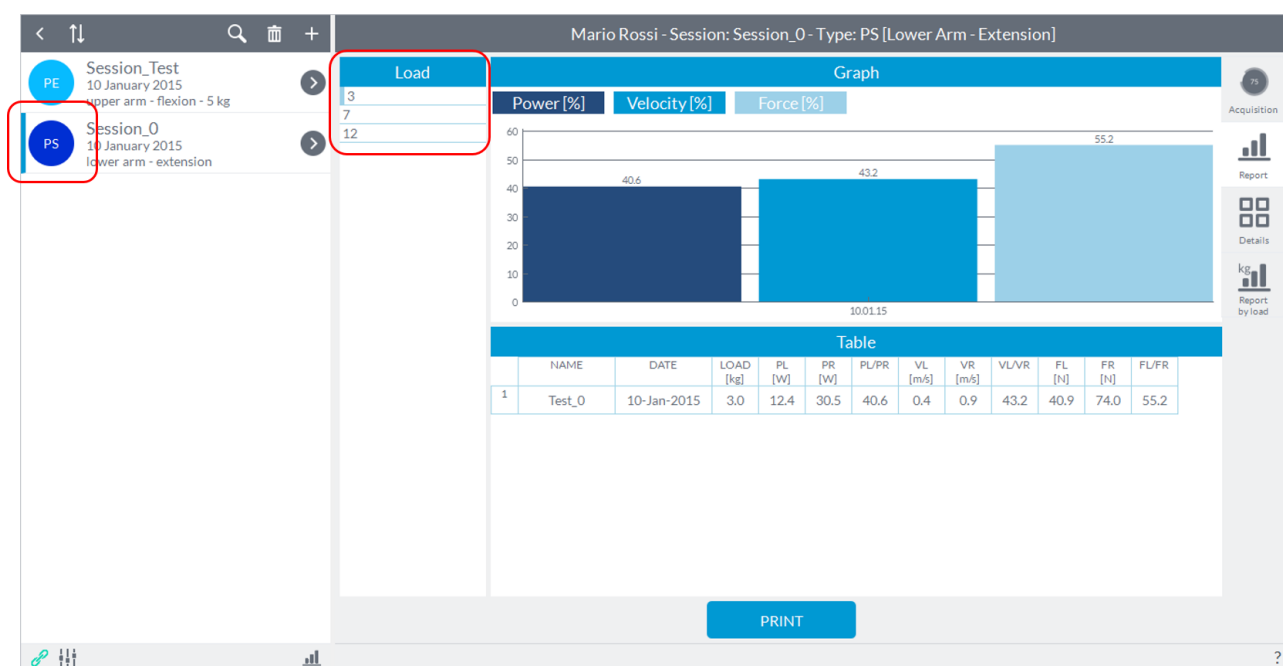 Mario Rossi - Session: Session_0 - Type: PS [Lower Arm - Extension]
PE
Session_Test
10 January 2015
upper arm - flexion - 5 kg
PS
Session_0
10 January 2015
lower arm - extension
Load
3
7
12
Graph
Power [%] Velocity [%] Force [%]
60
50
40
30
20
10
0
40.6
43.2
55.2
10.01.15
Table
NAME DATE LOAD [kg] PL [W] PR [W] PL/PR VL [m/s] VR [m/s] VL/VR FL [N] FR [N] FL/FR
1 Test_0 10-Jan-2015 3.0 12.4 30.5 40.6 0.4 0.9 43.2 40.9 74.0 55.2
PRINT
75
Acquisition
Report
Details
kg
Report
by load
?